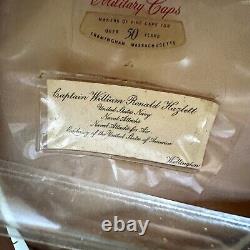 Military Caps
MAKERS OF FINE CAPS FOR
OVER 50 YEARS
FRAMINGHAM, MASSACHUSETTS
Captain William Ronald Hazlett
United States Navy
Naval Attache
Naval Attache for Air
Embassy of the United States of America
Wellington